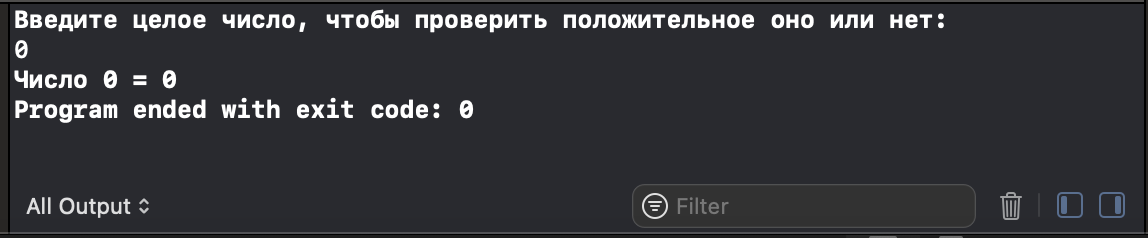 Введите целое число, чтобы проверить положительное оно или нет:
0
Число 0 = 0
Program ended with exit code: 0
All Output
Filter